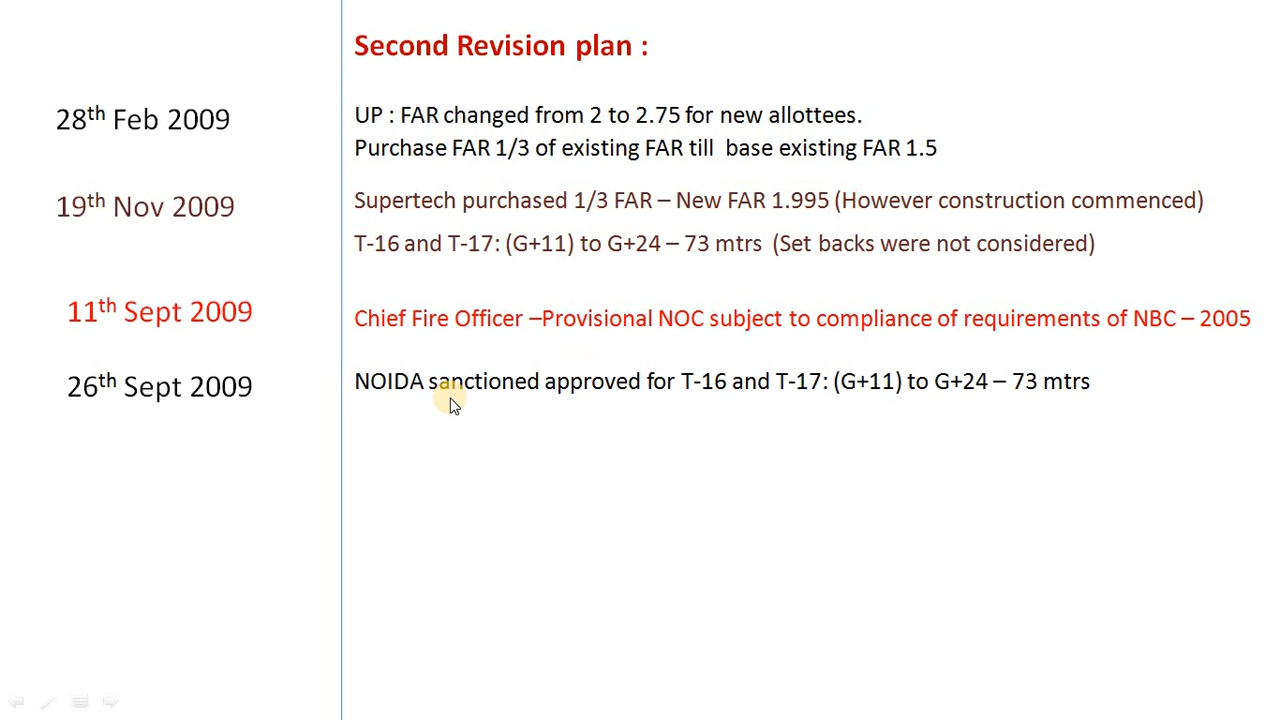 Second Revision plan :
28th Feb 2009
UP : FAR changed from 2 to 2.75 for new allottees.
Purchase FAR 1/3 of existing FAR till base existing FAR 1.5
19th Nov 2009
Supertech purchased 1/3 FAR – New FAR 1.995 (However construction commenced)
T-16 and T-17: (G+11) to G+24 – 73 mtrs (Set backs were not considered)
11th Sept 2009
Chief Fire Officer –Provisional NOC subject to compliance of requirements of NBC – 2005
26th Sept 2009
NOIDA sanctioned approved for T-16 and T-17: (G+11) to G+24 – 73 mtrs